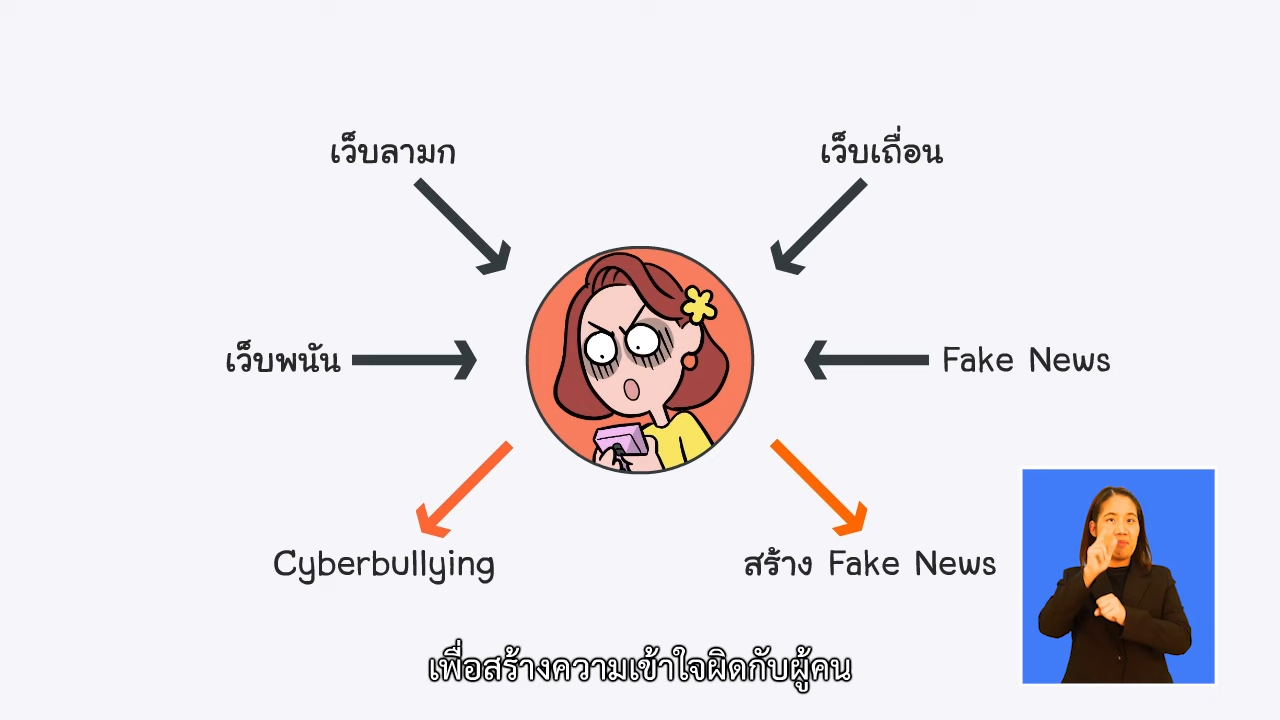 เว็บลามก
เว็บเถื่อน
เว็บพนัน
Fake News
Cyberbullying
สร้าง Fake News
เพื่อสร้างความเข้าใจผิดกับผู้คน